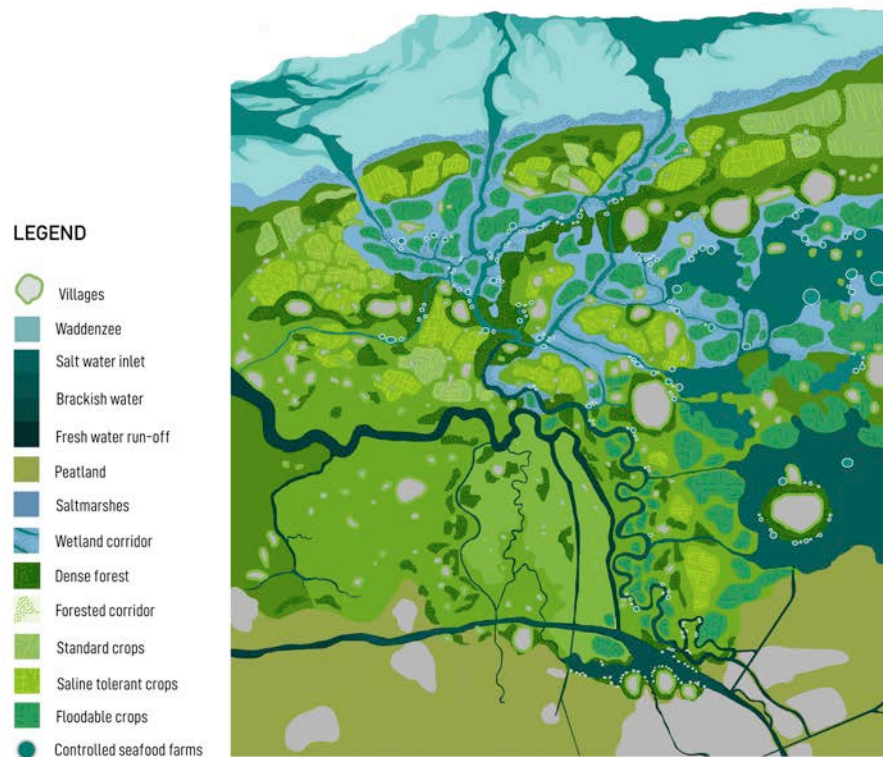 LEGEND
Villages
Waddenzee
Salt water inlet
Brackish water
Fresh water run-off
Peatland
Saltmarshes
Wetland corridor
Dense forest
Forested corridor
Standard crops
Saline tolerant crops
Floodable crops
Controlled seafood farms